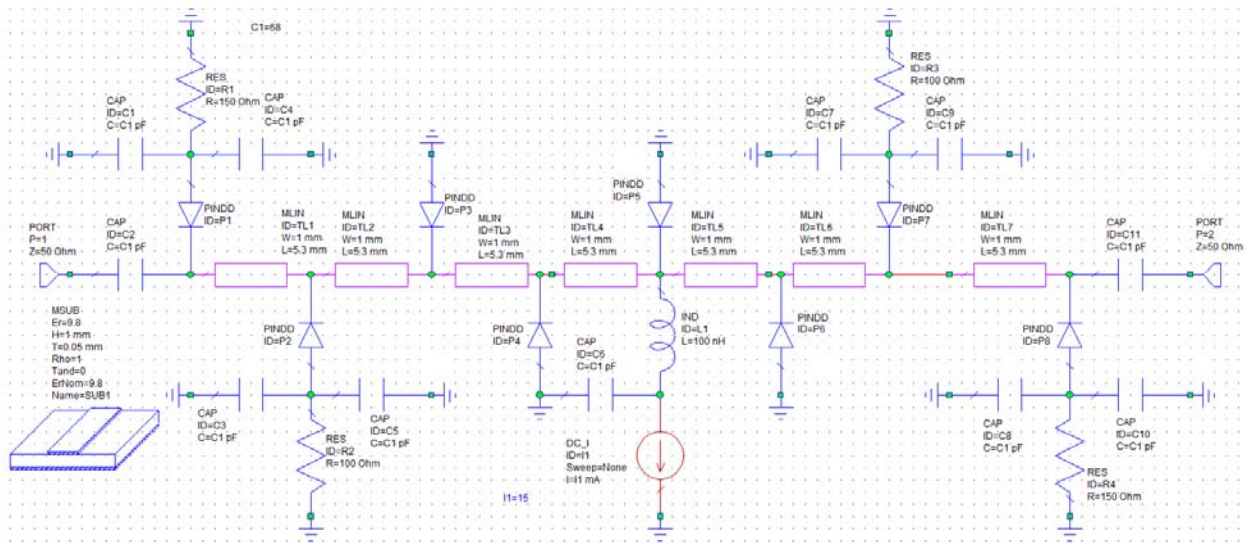 C1=68
RES
ID=R1
R=150 Ohm
CAP
ID=C1
C=C1 pF
CAP
ID=C4
C=C1 pF
RES
ID=R3
R=100 Ohm
CAP
ID=C7
C=C1 pF
CAP
ID=C9
C=C1 pF
PORT
P=1
Z=50 Ohm
CAP
ID=C2
C=C1 pF
PINDD
ID=P1
MLIN
ID=TL1
W=1 mm
L=5.3 mm
MLIN
ID=TL2
W=1 mm
L=5.3 mm
PINDD
ID=P3
MLIN
ID=TL3
W=1 mm
L=5.3 mm
MLIN
ID=TL4
W=1 mm
L=5.3 mm
PINDD
ID=P5
MLIN
ID=TL5
W=1 mm
L=5.3 mm
MLIN
ID=TL6
W=1 mm
L=5.3 mm
PINDD
ID=P7
MLIN
ID=TL7
W=1 mm
L=5.3 mm
CAP
ID=C11
C=C1 pF
PORT
P=2
Z=50 Ohm
MSUB
Er=9.8
H=1 mm
T=0.05 mm
Rho=1
Tand=0
ErNom=9.8
Name=SUB1
PINDD
ID=P2
PINDD
ID=P4
IND
ID=L1
L=100 nH
PINDD
ID=P6
PINDD
ID=P8
CAP
ID=C6
C=C1 pF
CAP
ID=C3
C=C1 pF
CAP
ID=C5
C=C1 pF
RES
ID=R2
R=100 Ohm
DC_I
ID=I1
Sweep=None
I=I1 mA
I1=15
CAP
ID=C8
C=C1 pF
CAP
ID=C10
C=C1 pF
RES
ID=R4
R=150 Ohm